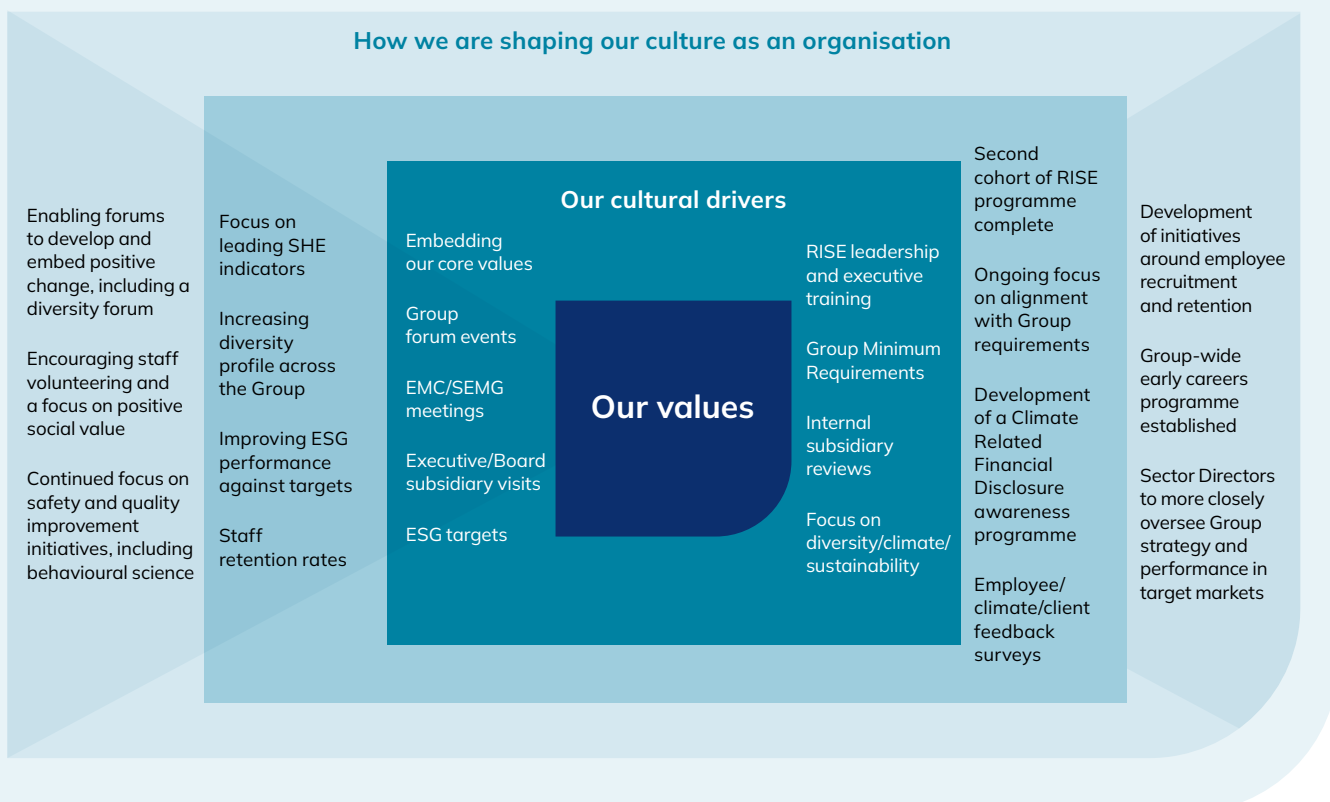 How we are shaping our culture as an organisation
Enabling forums
to develop and
embed positive
change, including a
diversity forum
Encouraging staff
volunteering and
a focus on positive
social value
Continued focus on
safety and quality
improvement
initiatives, including
behavioural science
Focus on
leading SHE
indicators
Increasing
diversity
profile across
the Group
Improving ESG
performance
against targets
Staff
retention rates
Our cultural drivers
Embedding
our core values
Group
forum events
EMC/SEMG
meetings
Executive/Board
subsidiary visits
ESG targets
Our values
RISE leadership
and executive
training
Group Minimum
Requirements
Internal
subsidiary
reviews
Focus on
diversity/climate/
sustainability
Second
cohort of RISE
programme
complete
Ongoing focus
on alignment
with Group
requirements
Development
of a Climate
Related
Financial
Disclosure
awareness
programme
Employee/
climate/client
feedback
surveys
Development
of initiatives
around employee
recruitment
and retention
Group-wide
early careers
programme
established
Sector Directors
to more closely
oversee Group
strategy and
performance in
target markets